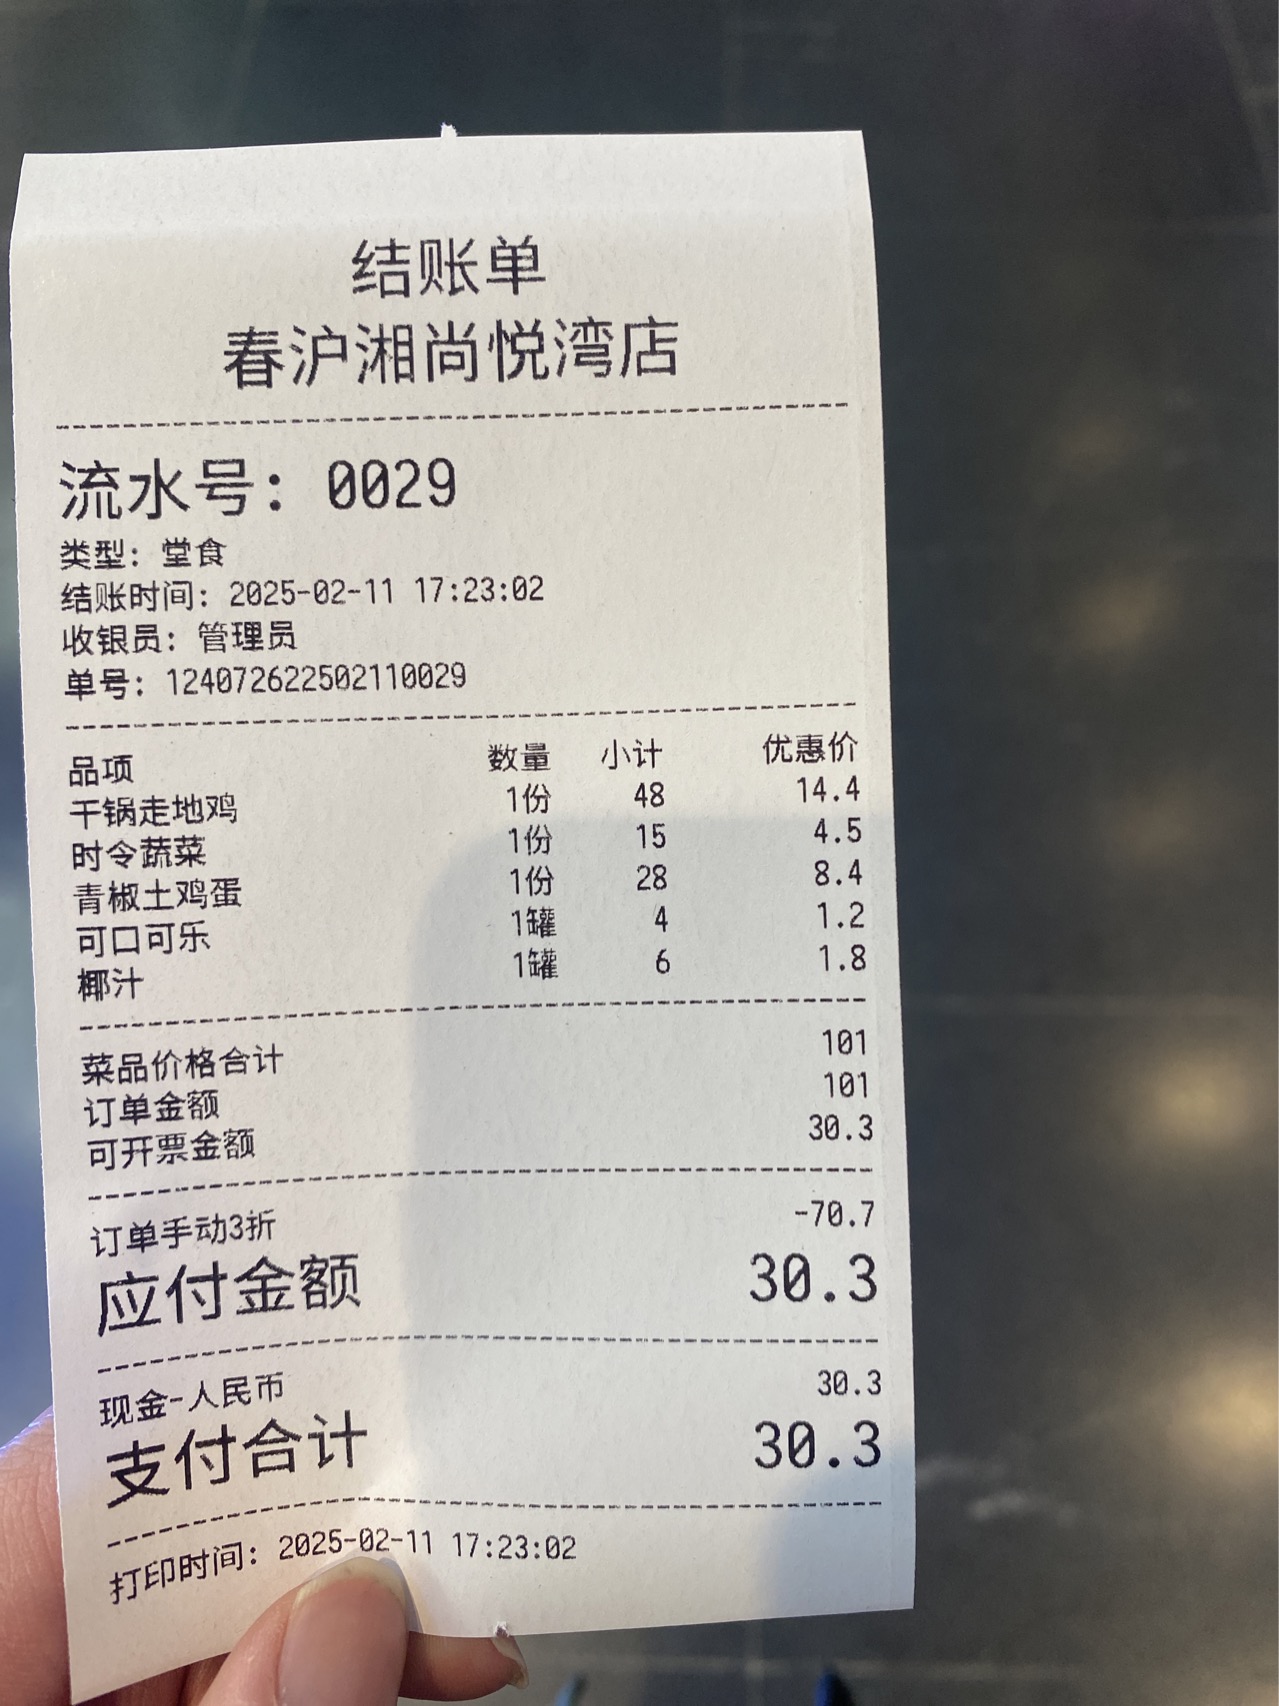 结账单
春沪湘尚悦湾店
流水号：0029
类型：堂食
结账时间：2025-02-11 17:23:02
收银员：管理员
单号：124072622502110029
品项 数量 小计 优惠价
干锅走地鸡 1份 48 14.4
时令蔬菜 1份 15 4.5
青椒土鸡蛋 1份 28 8.4
可口可乐 1罐 4 1.2
椰汁 1罐 6 1.8
菜品价格合计 101
订单金额 101
可开票金额 30.3
订单手动3折 -70.7
应付金额 30.3
现金-人民币 30.3
支付合计 30.3
打印时间：2025-02-11 17:23:02